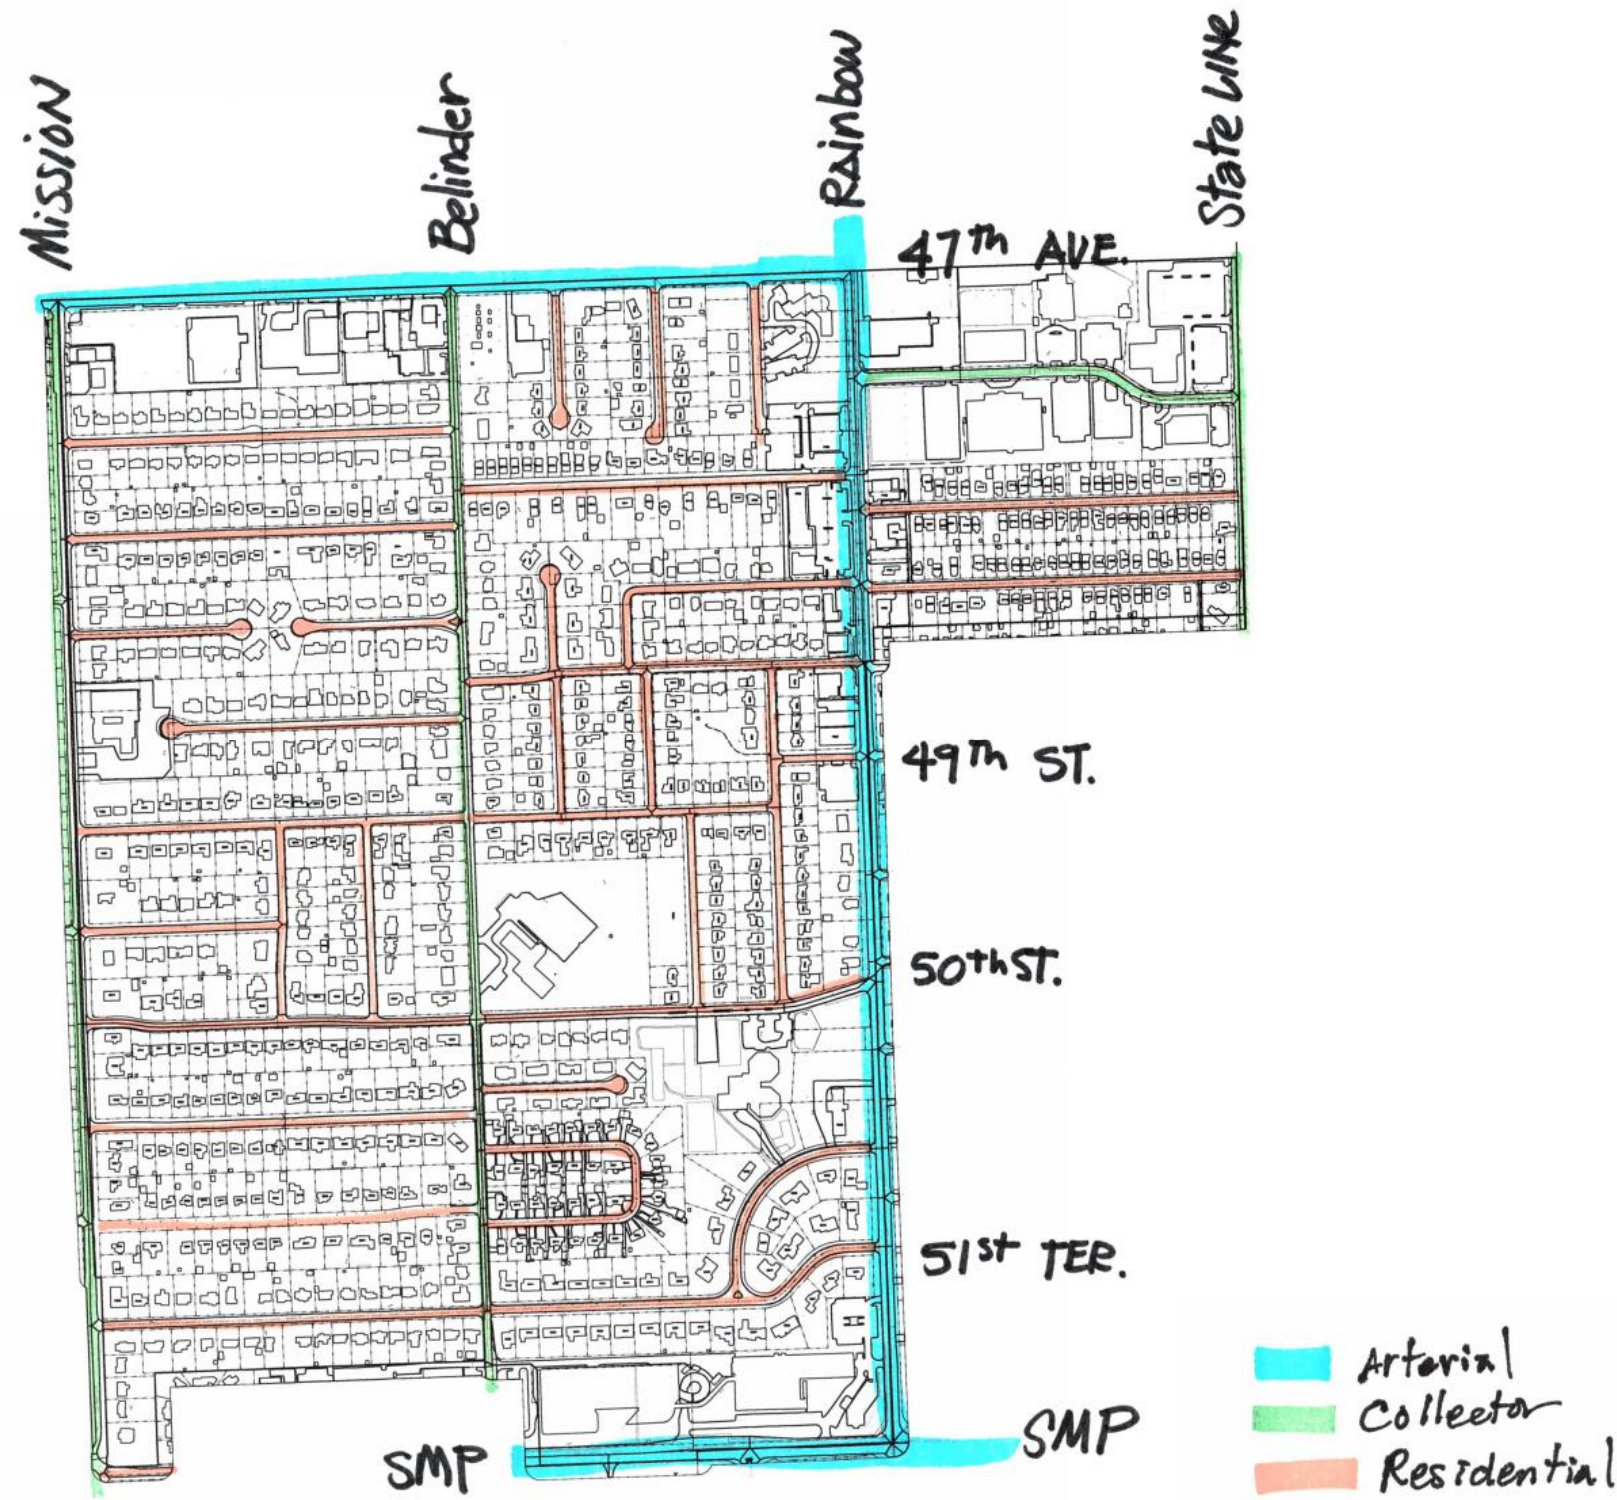 Mission
Belinder
Rainbow
State LINE
47th AVE.
49th ST.
50th ST.
51st TER.
SMP
SMP
Arterial
Collector
Residential